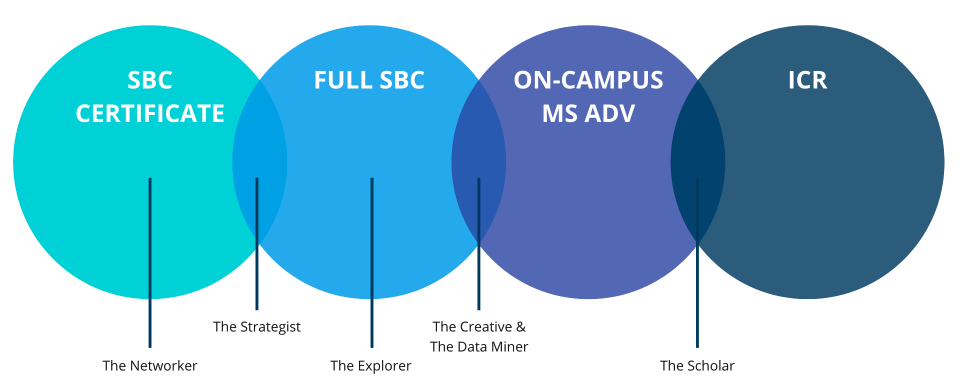 SBC
CERTIFICATE
FULL SBC
ON-CAMPUS
MS ADV
ICR
The Strategist
The Creative &
The Data Miner
The Networker
The Explorer
The Scholar